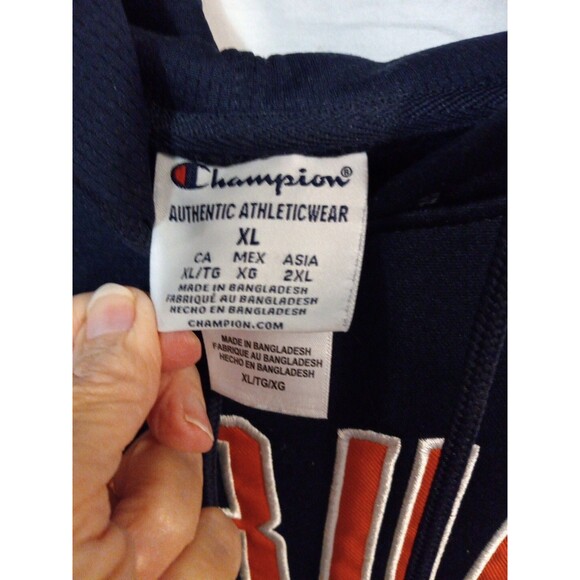 Champion®
AUTHENTIC ATHLETICWEAR
XL
CA MEX ASIA
XL/TG XG 2XL
MADE IN BANGLADESH
FABRIQUÉ AU BANGLADESH
HECHO EN BANGLADESH
CHAMPION.COM
MADE IN BANGLADESH
FABRIQUE AU BANGLADESH
HECHO EN BANGLADESH
XL/TG/XG